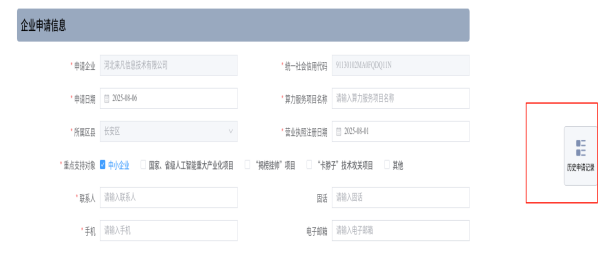 企业申请信息
* 申请企业 河北来凡信息技术有限公司 * 统一社会信用代码
* 申请日期 2025-08-06 * 算力服务项目名称 请输入算力服务项目名称
* 所属区县 长安区 * 营业执照注册日期 2025-08-01
* 重点支持对象 中小企业 国家、省级人工智能重大产业化项目 “揭榜挂帅”项目 “卡脖子”技术攻关项目 其他
* 联系人 请输入联系人 固话 请输入固话
* 手机 请输入手机 电子邮箱 请输入电子邮箱
历史申请记录